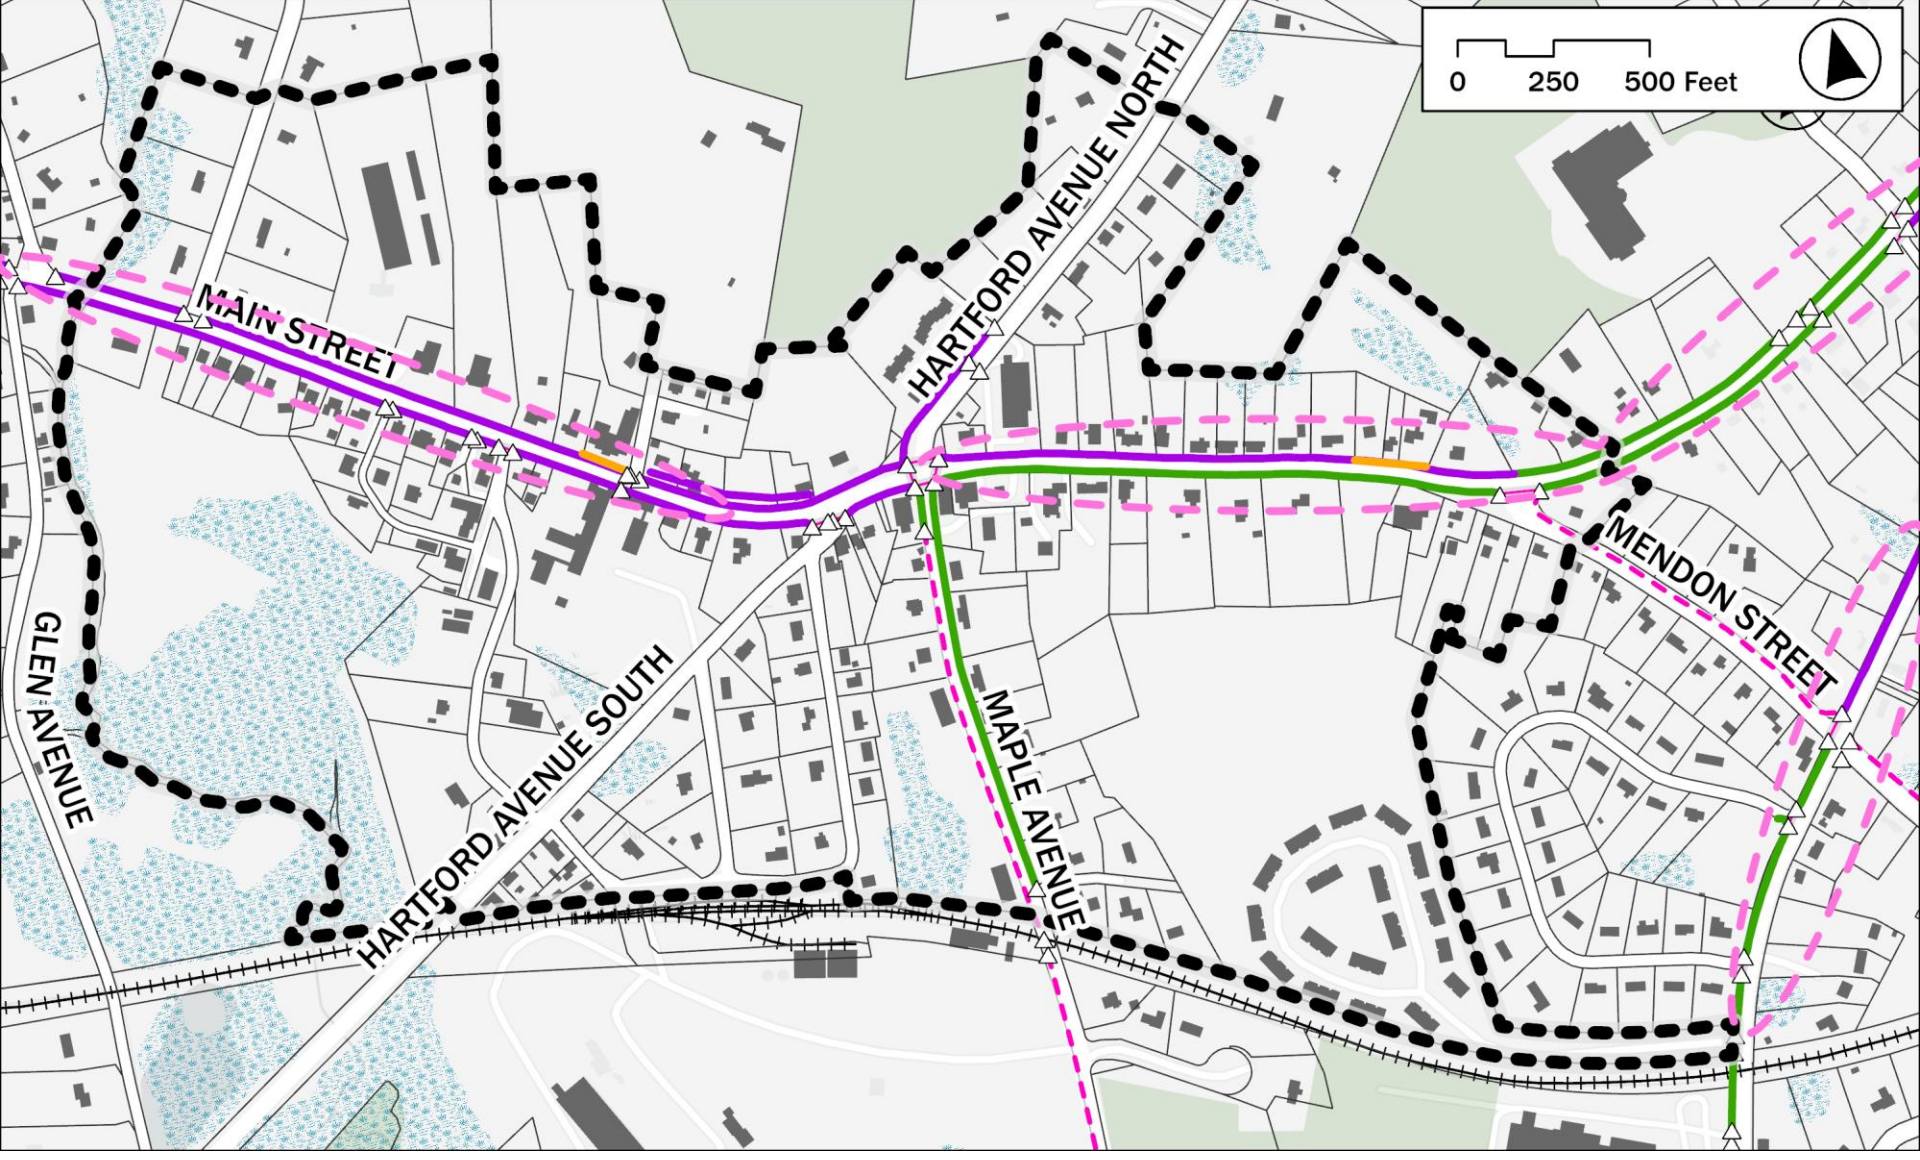 HARTFORD AVENUE NORTH
0 250 500 Feet
MAIN STREET
MENDON STREET
GLEN AVENUE
HARTFORD AVENUE SOUTH
MAPLE AVENUE